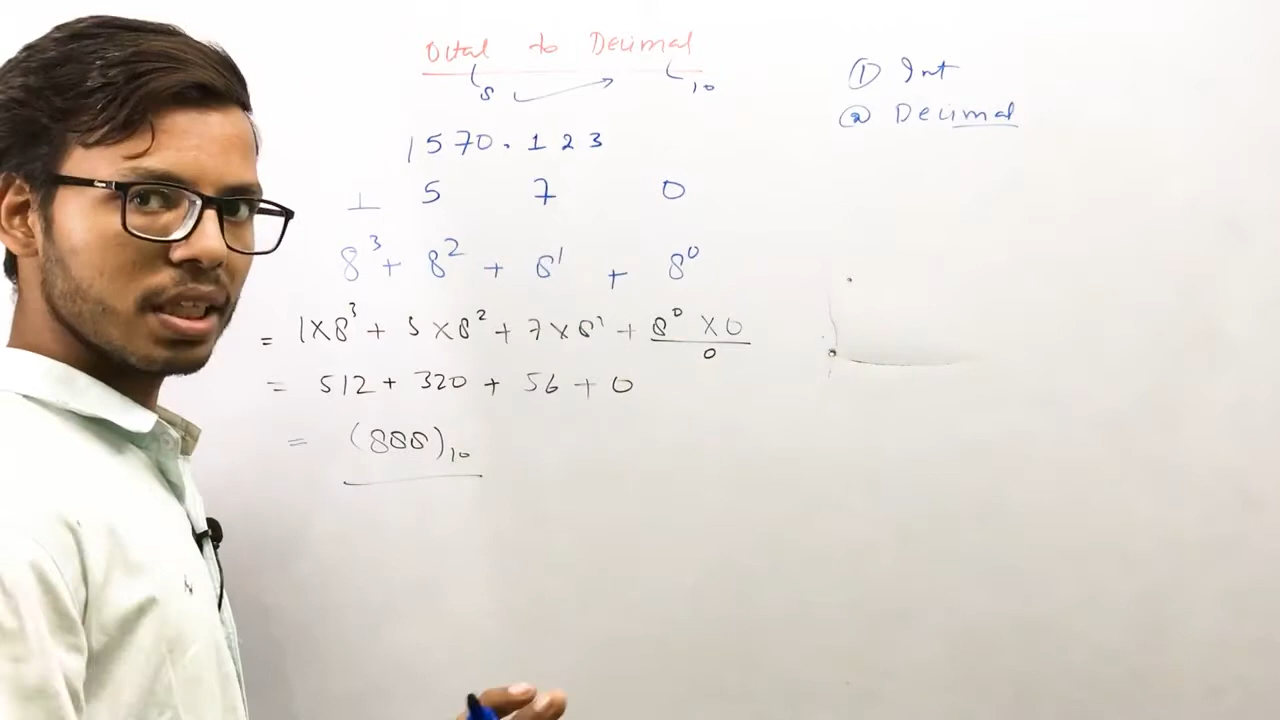 Octal to Decimal
8 10
1570.123
1 5 7 0
8³ + 8² + 8¹ + 8⁰
= 1×8³ + 5×8² + 7×8¹ + 8⁰ × 0
0
= 512 + 320 + 56 + 0
= (888)₁₀
① Int
② Decimal